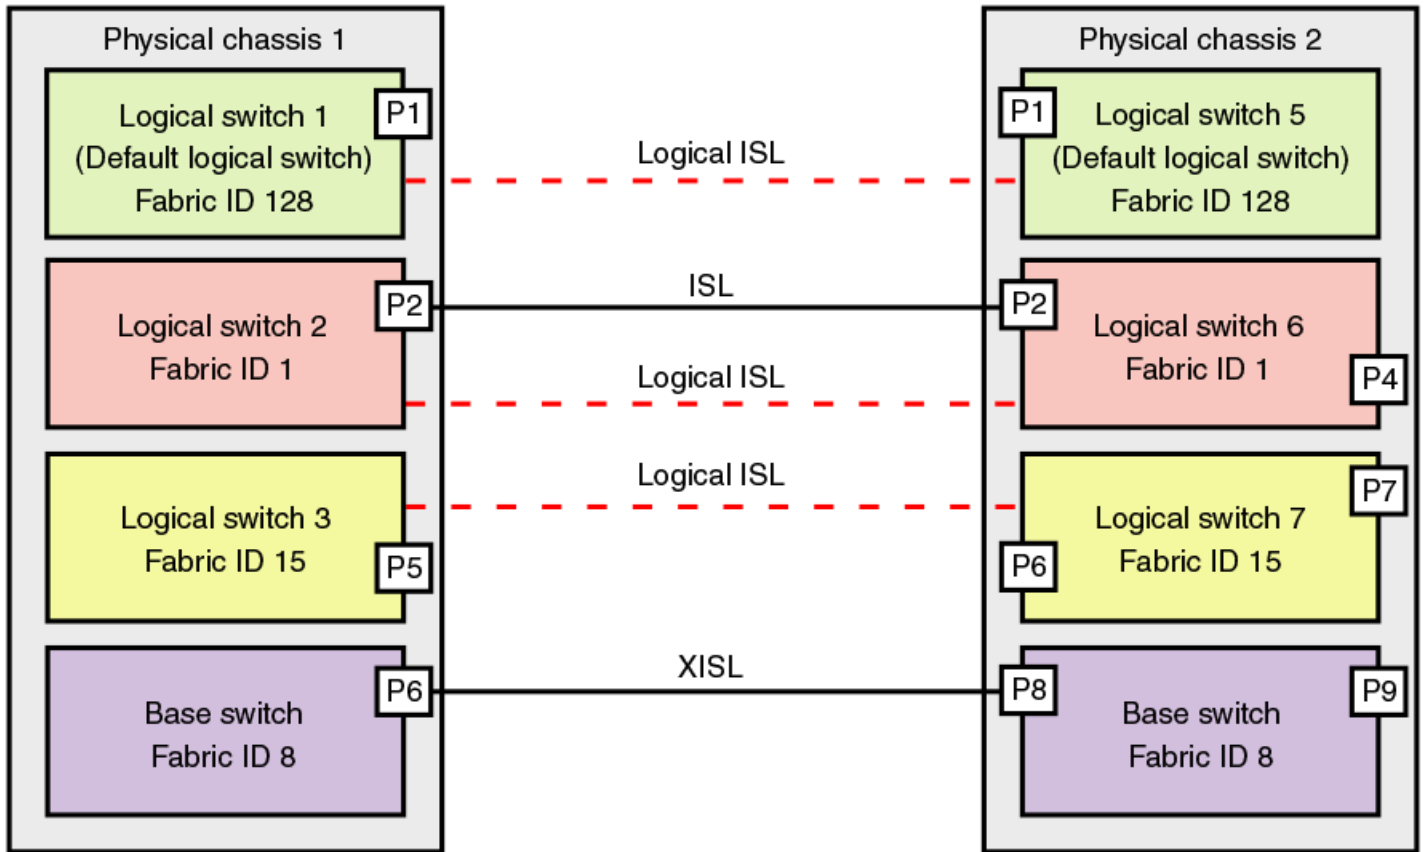 Physical chassis 1
Logical switch 1
(Default logical switch)
Fabric ID 128
P1
Logical switch 2
Fabric ID 1
P2
Logical switch 3
Fabric ID 15
P5
Base switch
Fabric ID 8
P6
Logical ISL
ISL
Logical ISL
Logical ISL
XISL
Physical chassis 2
P1
Logical switch 5
(Default logical switch)
Fabric ID 128
P2
Logical switch 6
Fabric ID 1
P4
P7
Logical switch 7
Fabric ID 15
P6
P8
Base switch
Fabric ID 8
P9